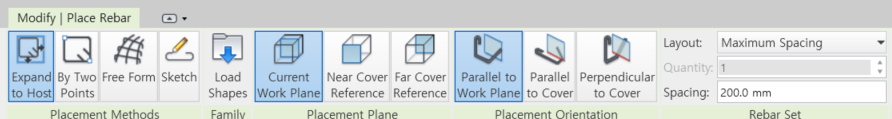 Modify | Place Rebar
Expand to Host
By Two Points
Free Form
Sketch
Load Shapes
Current Work Plane
Near Cover Reference
Far Cover Reference
Parallel to Work Plane
Parallel to Cover
Perpendicular to Cover
Layout: Maximum Spacing
Quantity: 1
Spacing: 200.0 mm
Placement Methods
Family
Placement Plane
Placement Orientation
Rebar Set